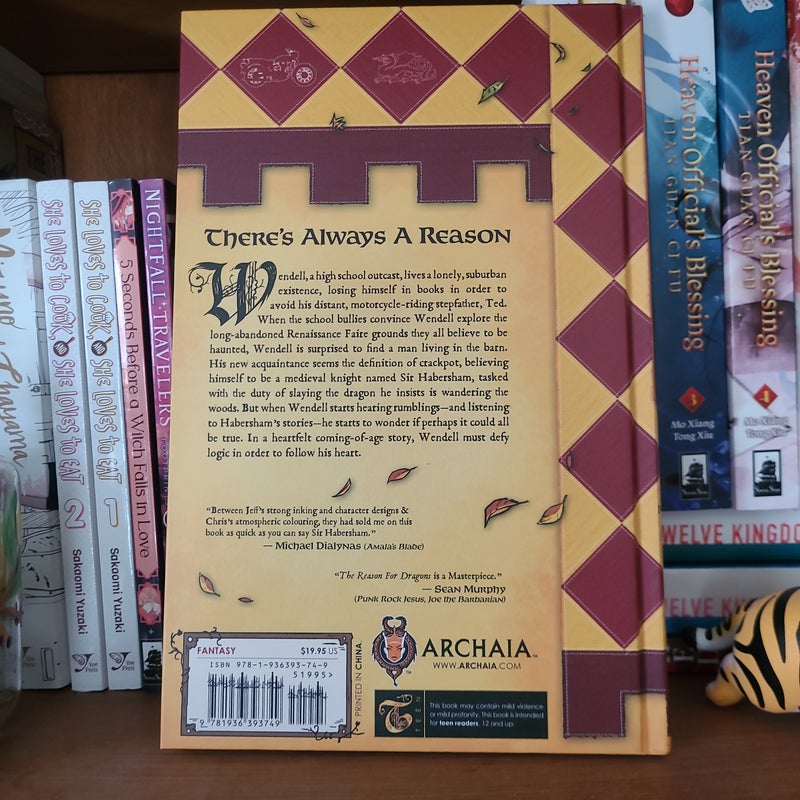 There's Always A Reason
Wendell, a high school outcast, lives a lonely, suburban
existence, losing himself in books in order to
avoid his distant, motorcycle-riding stepfather, Ted.
When the school bullies convince Wendell explore the
long-abandoned Renaissance Faire grounds they all believe to be
haunted, Wendell is surprised to find a man living in the barn.
His new acquaintance seems the definition of crackpot, believing
himself to be a medieval knight named Sir Habersham, tasked
with the duty of slaying the dragon he insists is wandering the
woods. But when Wendell starts hearing rumblings—and listening
to Habersham's stories—he starts to wonder if perhaps it could all
be true. In a heartfelt coming-of-age story, Wendell must defy
logic in order to follow his heart.
"Between Jeff's strong inking and character designs &
Chris's atmospheric colouring, they had sold me on this
book as quick as you can say Sir Habersham."
— Michael Dialynas (Amala's Blade)
"The Reason For Dragons is a Masterpiece."
— Sean Murphy
(Punk Rock Jesus, Joe the Barbarian)
FANTASY $19.95 US
ISBN 978-1-936393-74-9
51995>
9 781936 393749
PRINTED IN CHINA
ARCHAIA™
WWW.ARCHAIA.COM
TEEN
This book may contain mild violence
or mild profanity. This book is intended
for teen readers, 12 and up.
SHE LOVES TO COOK, AND SHE LOVES TO EAT 2
Sakaomi Yuzaki
Yen Press
SHE LOVES TO COOK, AND SHE LOVES TO EAT 1
Sakaomi Yuzaki
Yen Press
5 Seconds Before a Witch Falls in Love
NIGHTFALL TRAVELERS
Heaven Official's Blessing
TIAN GUAN CI FU
3
Mo Xiang
Tong Xiu
Seven Seas
Heaven Official's Blessing
TIAN GUAN CI FU
4
Mo Xiang
Tong Xiu
Seven Seas
WELVE KINGDO
WELVE K